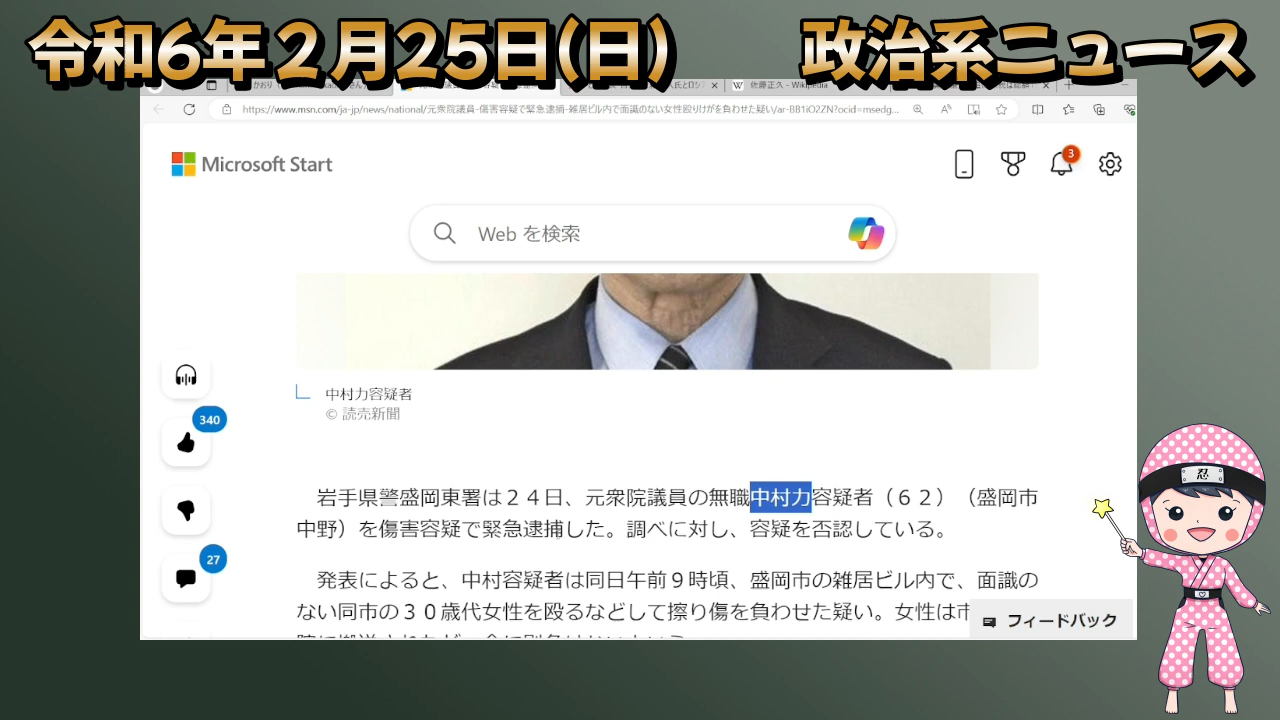 令和6年２月25日(日)　政治系ニュース
佐藤正久 - Wikipedia
https://www.msn.com/ja-jp/news/national/元衆院議員-傷害容疑で緊急逮捕-雑居ビル内で面識のない女性殴りけがを負わせた疑い/ar-BB1iO2ZN?ocid=msedg...
Microsoft Start
3
Web を検索
中村力容疑者
© 読売新聞
340
27
岩手県警盛岡東署は２４日、元衆院議員の無職中村力容疑者（６２）（盛岡市
中野）を傷害容疑で緊急逮捕した。調べに対し、容疑を否認している。
発表によると、中村容疑者は同日午前９時頃、盛岡市の雑居ビル内で、面識の
ない同市の３０歳代女性を殴るなどして擦り傷を負わせた疑い。女性は市
フィードバック
忍